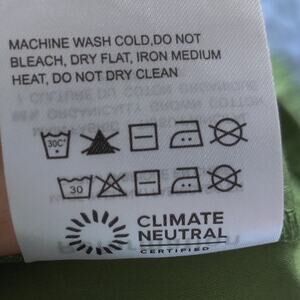 MACHINE WASH COLD,DO NOT
BLEACH, DRY FLAT, IRON MEDIUM
HEAT, DO NOT DRY CLEAN
30C°
30
CLIMATE
NEUTRAL
CERTIFIED